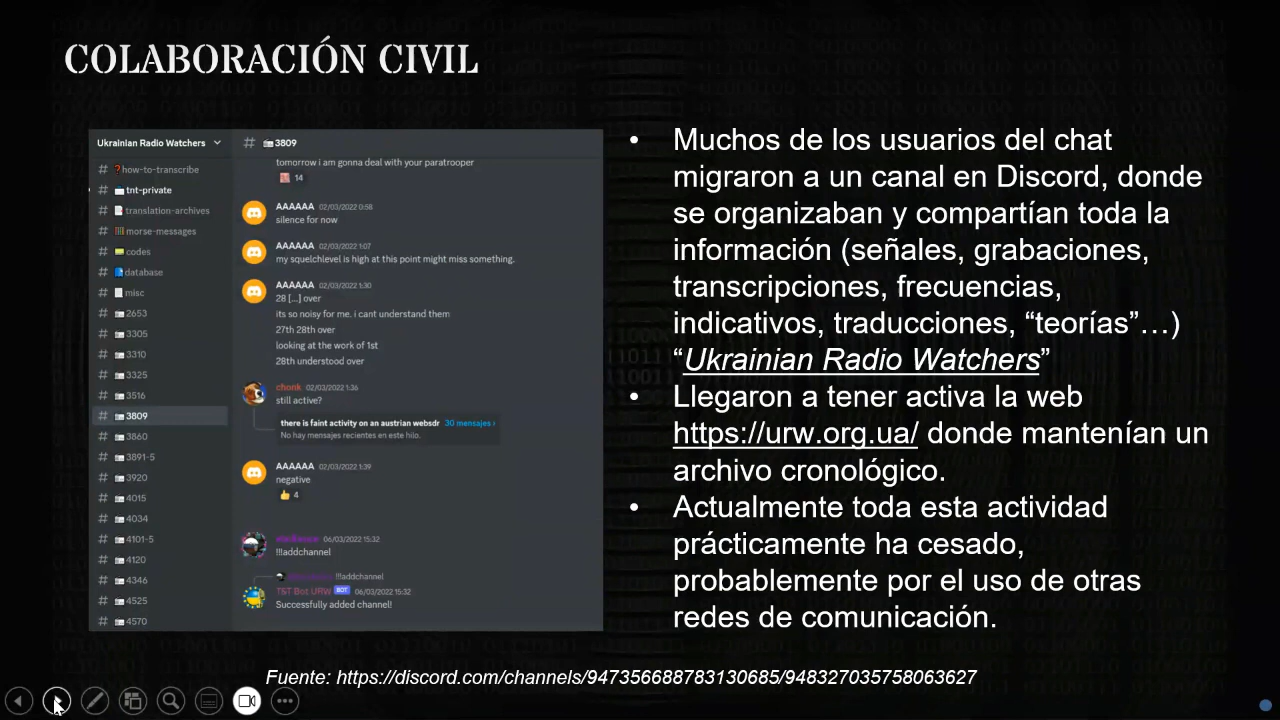 COLABORACIÓN CIVIL
Ukrainian Radio Watchers
# how-to-transcribe
# tnt-private
# translation-archives
# morse-messages
# codes
# database
# misc
# 2653
# 3305
# 3310
# 3325
# 3516
# 3809
# 3860
# 3891-5
# 3920
# 4015
# 4034
# 4101-5
# 4120
# 4346
# 4525
# 4570
# 3809
tomorrow i am gonna deal with your paratrooper
14
AAAAAA 02/03/2022 0:58
silence for now
AAAAAA 02/03/2022 1:07
my squelchlevel is high at this point might miss something.
AAAAAA 02/03/2022 1:30
28 [...] over
its so noisy for me. i cant understand them
27th 28th over
looking at the work of 1st
28th understood over
chonk 02/03/2022 1:36
still active?
there is faint activity on an austrian websdr 30 mensajes ›
No hay mensajes recientes en este hilo.
AAAAAA 02/03/2022 1:39
negative
4
06/03/2022 15:32
!!!addchannel
!!!addchannel
TST Bot URW BOT 06/03/2022 15:32
Successfully added channel!
• Muchos de los usuarios del chat
migraron a un canal en Discord, donde
se organizaban y compartían toda la
información (señales, grabaciones,
transcripciones, frecuencias,
indicativos, traducciones, “teorías”…)
“Ukrainian Radio Watchers”
• Llegaron a tener activa la web
https://urw.org.ua/ donde mantenían un
archivo cronológico.
• Actualmente toda esta actividad
prácticamente ha cesado,
probablemente por el uso de otras
redes de comunicación.
Fuente: https://discord.com/channels/947356688783130685/948327035758063627